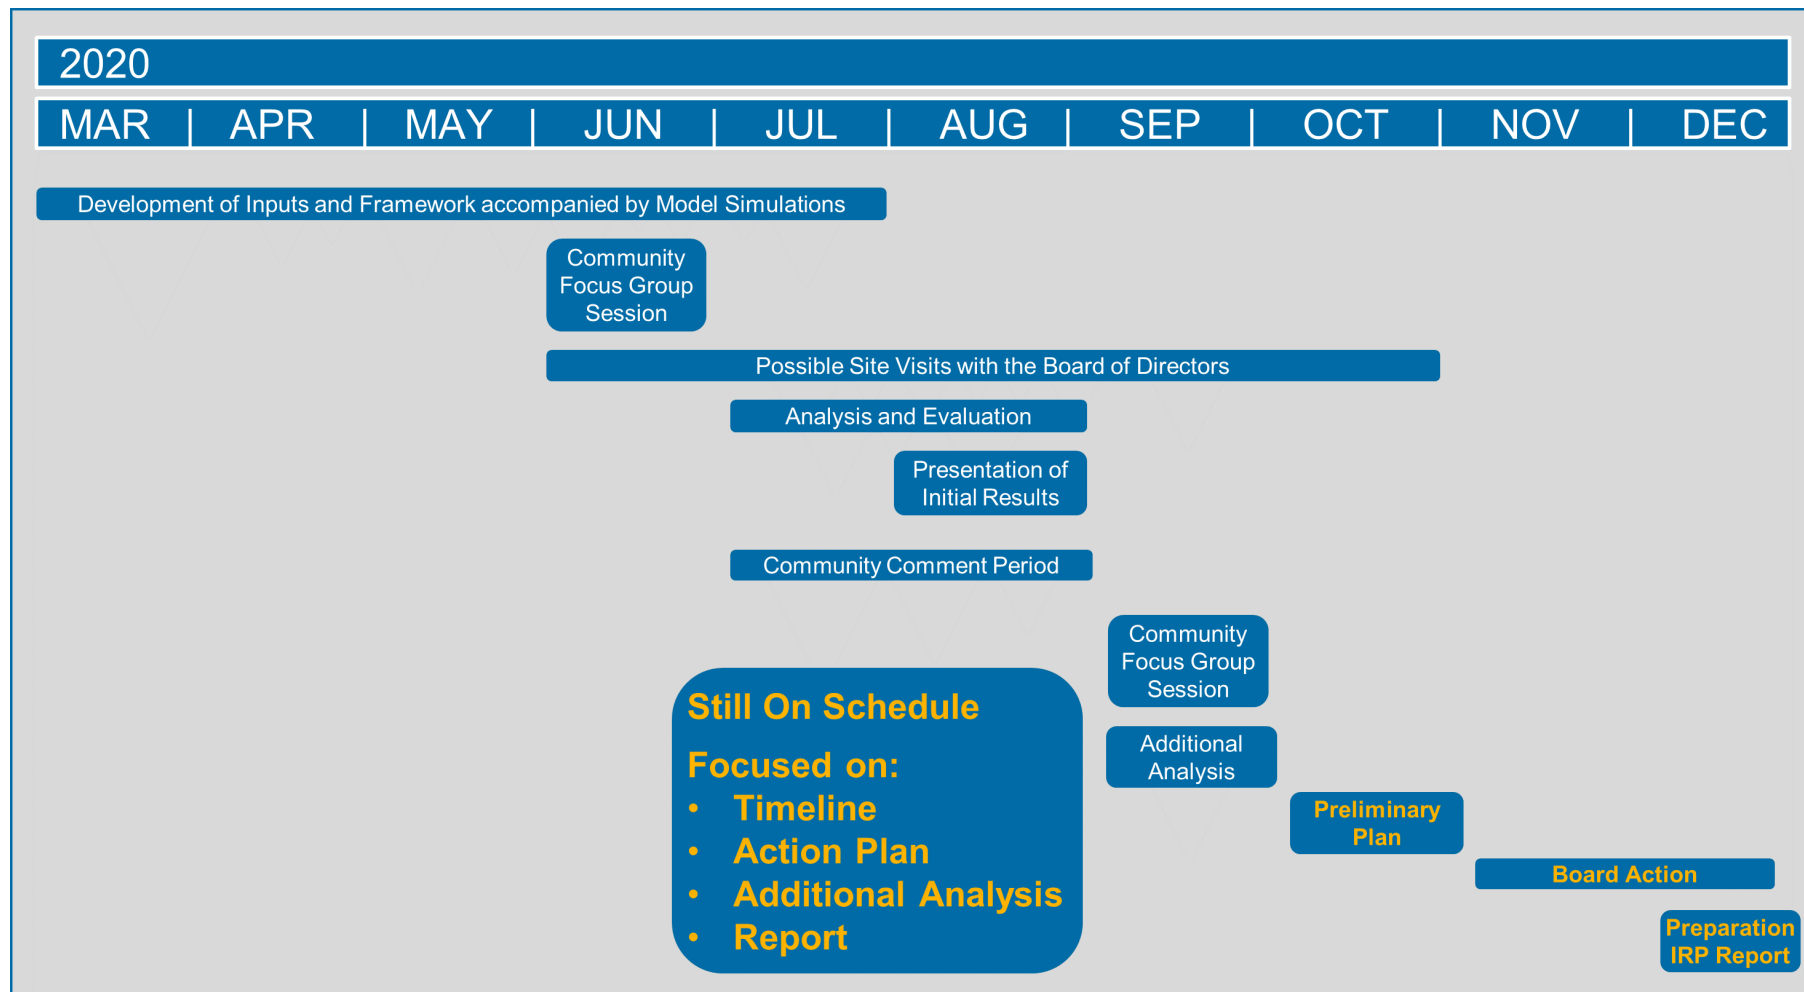 2020
MAR | APR | MAY | JUN | JUL | AUG | SEP | OCT | NOV | DEC
Development of Inputs and Framework accompanied by Model Simulations
Community
Focus Group
Session
Possible Site Visits with the Board of Directors
Analysis and Evaluation
Presentation of
Initial Results
Community Comment Period
Community
Focus Group
Session
Additional
Analysis
Still On Schedule
Focused on:
• Timeline
• Action Plan
• Additional Analysis
• Report
Preliminary
Plan
Board Action
Preparation
IRP Report